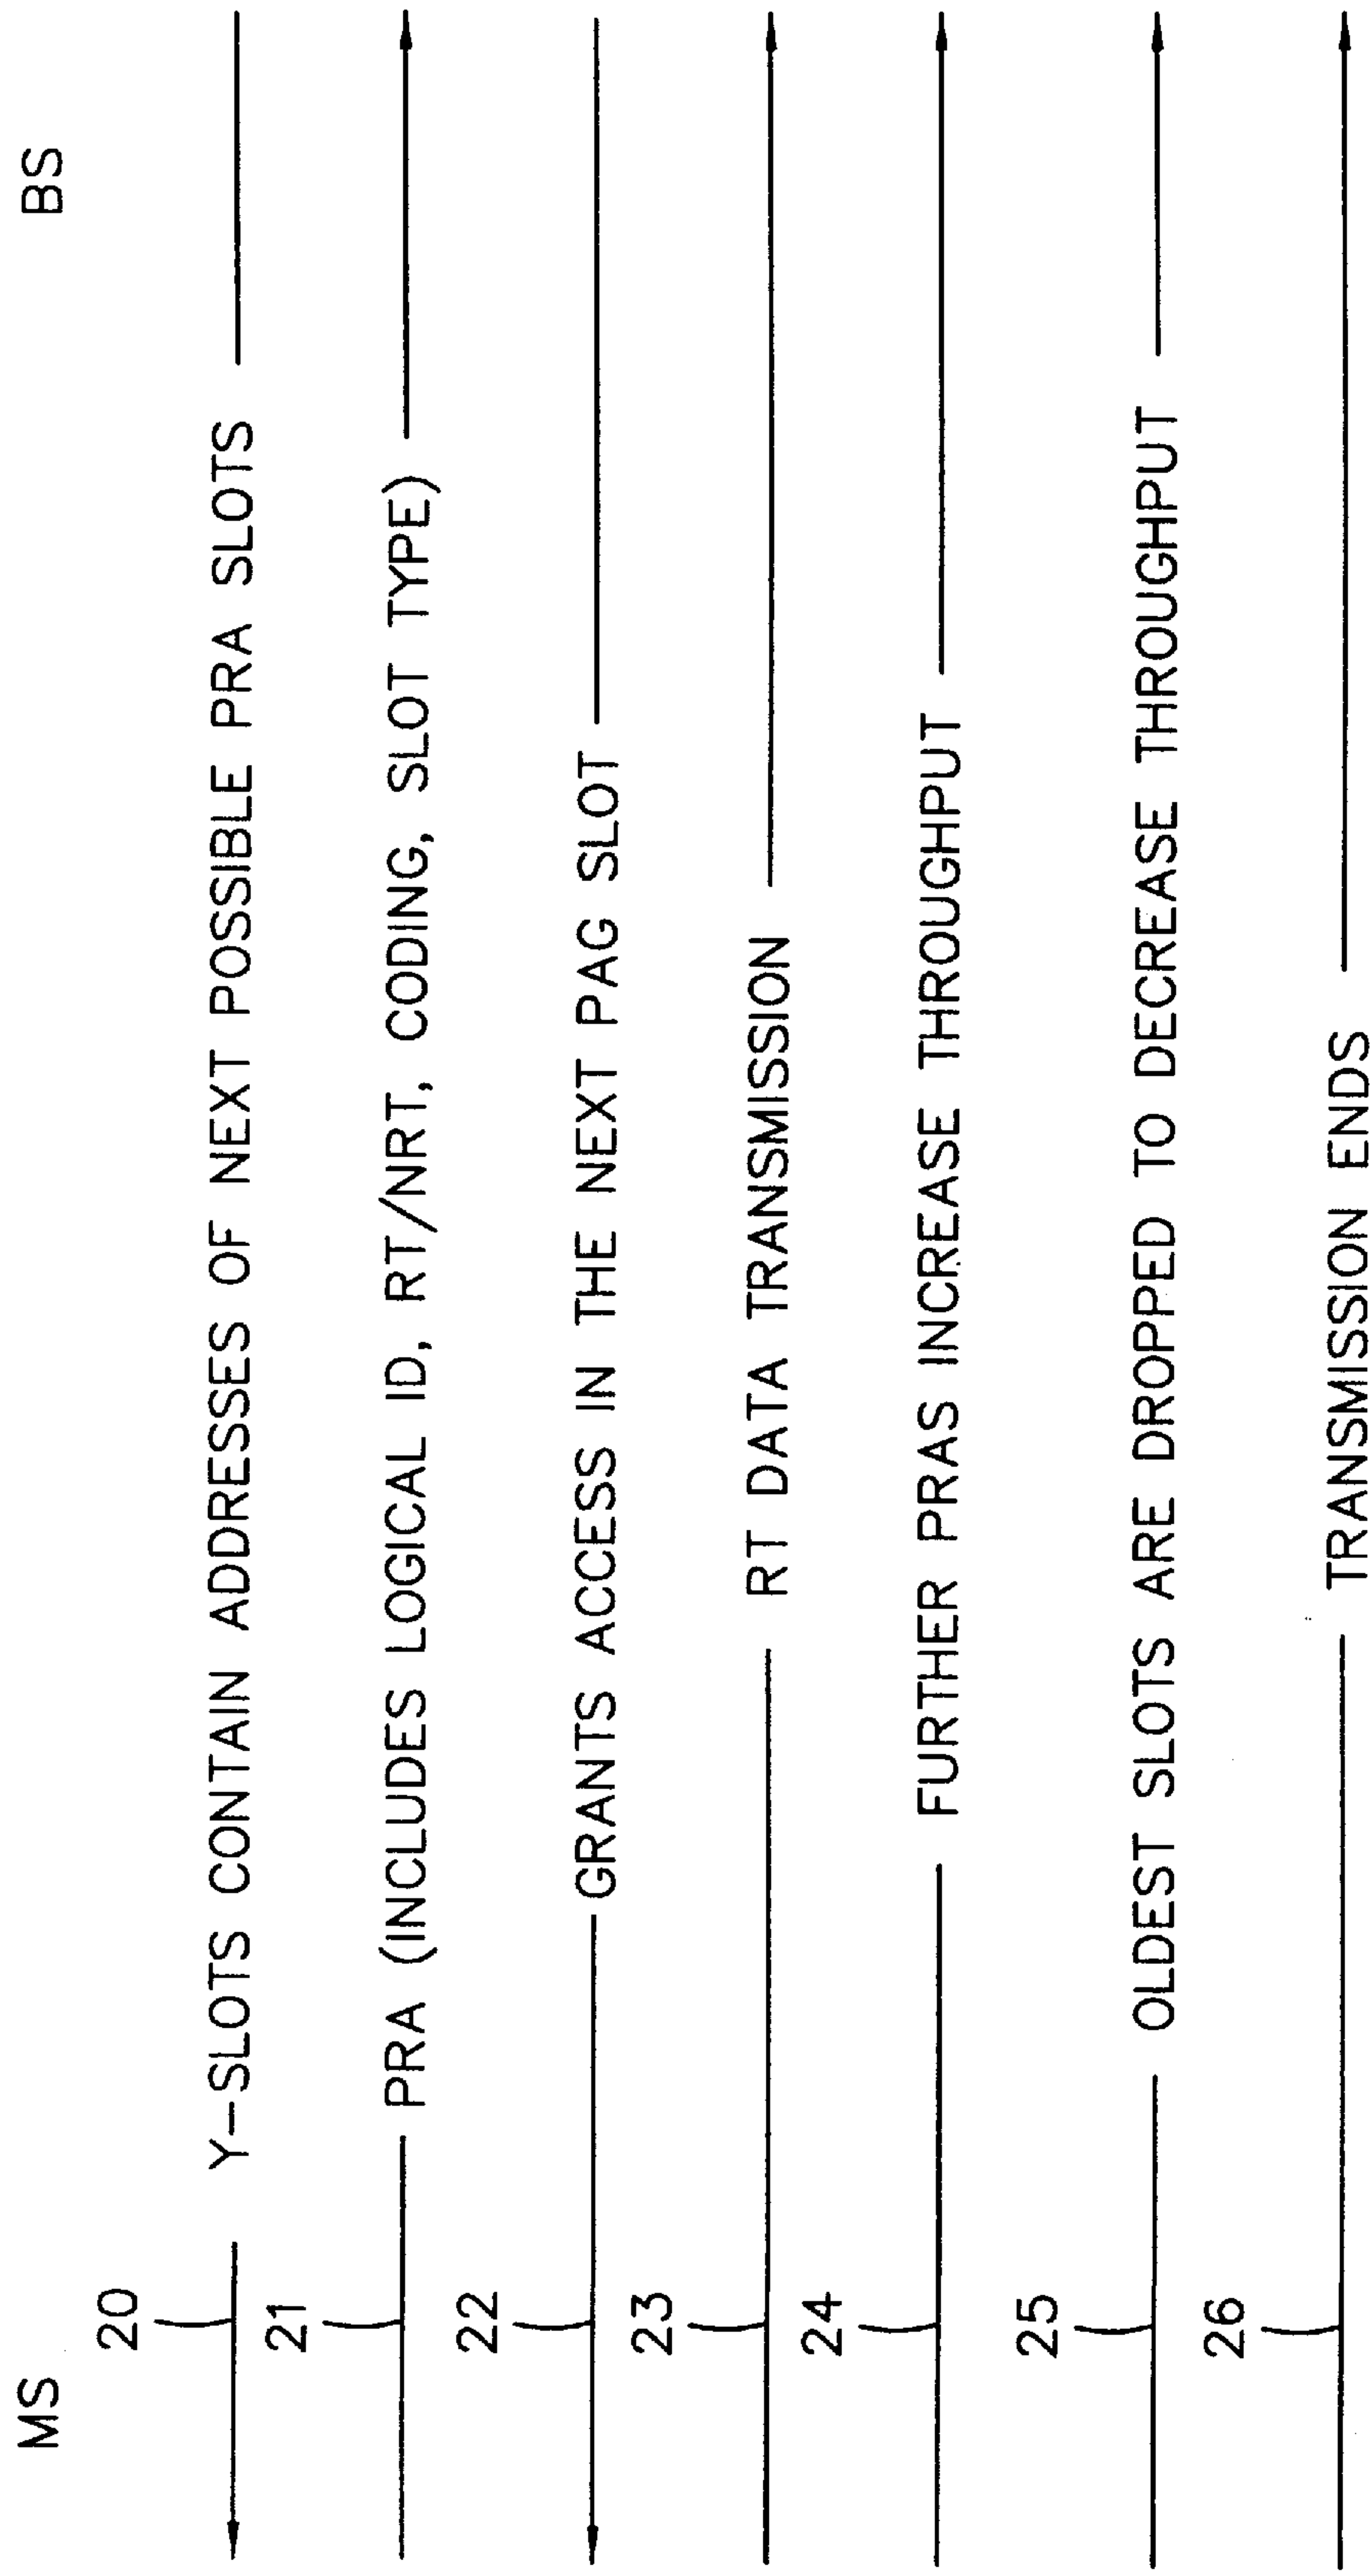 MS BS
20 Y-SLOTS CONTAIN ADDRESSES OF NEXT POSSIBLE PRA SLOTS
21 PRA (INCLUDES LOGICAL ID, RT/NRT, CODING, SLOT TYPE)
22 GRANTS ACCESS IN THE NEXT PAG SLOT
23 RT DATA TRANSMISSION
24 FURTHER PRAS INCREASE THROUGHPUT
25 OLDEST SLOTS ARE DROPPED TO DECREASE THROUGHPUT
26 TRANSMISSION ENDS